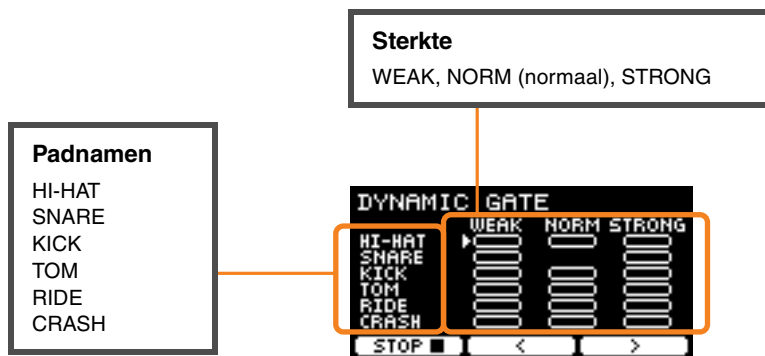 Sterkte
WEAK, NORM (normaal), STRONG
Padnamen
HI-HAT
SNARE
KICK
TOM
RIDE
CRASH
DYNAMIC GATE
WEAK NORM STRONG
HI-HAT
SNARE
KICK
TOM
RIDE
CRASH
STOP ■ < >